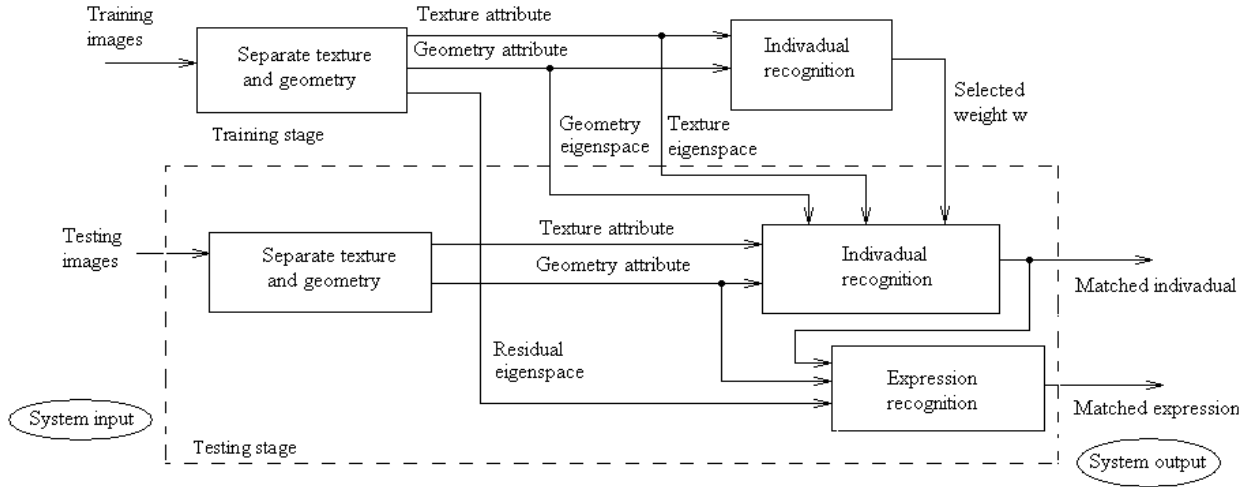 Training
images
Separate texture
and geometry
Texture attribute
Geometry attribute
Indivadual
recognition
Selected
weight w
Training stage
Geometry
eigenspace
Texture
eigenspace
Testing
images
Separate texture
and geometry
Texture attribute
Geometry attribute
Indivadual
recognition
Matched indivadual
Residual
eigenspace
Expression
recognition
Matched expression
System input
Testing stage
System output